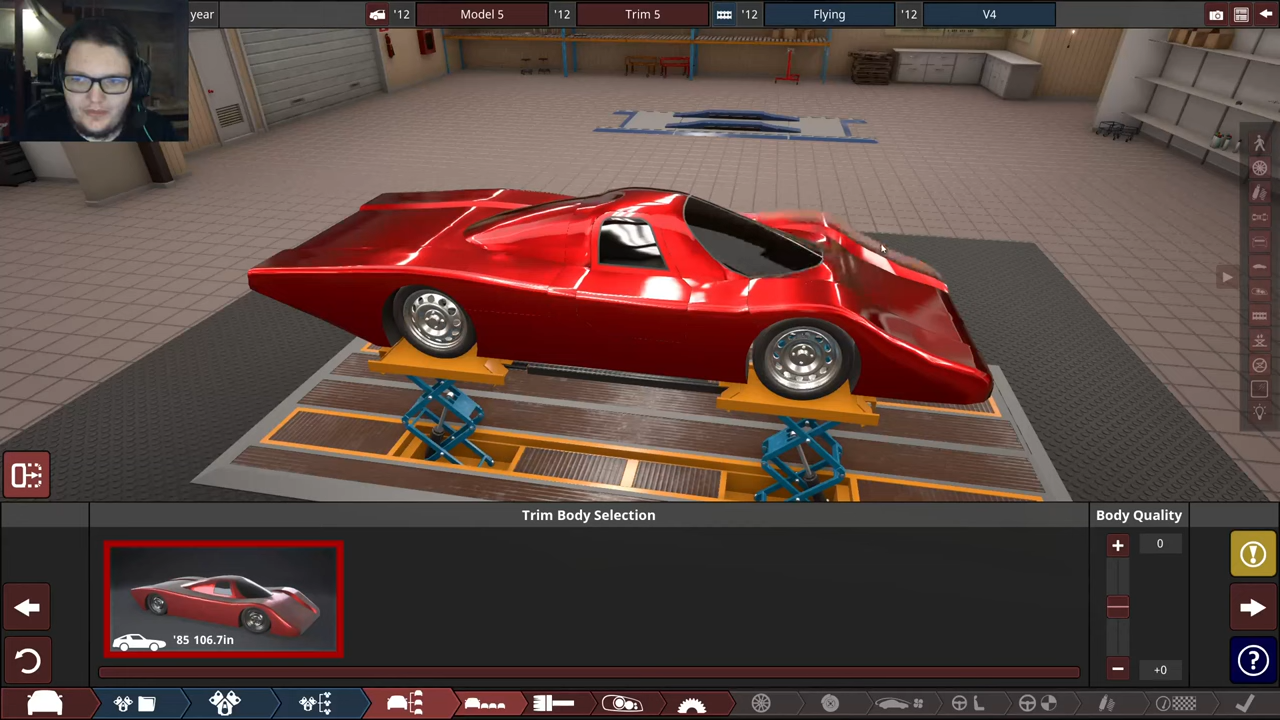 year '12 Model 5 '12 Trim 5 '12 Flying '12 V4
Trim Body Selection
Body Quality
0
'85 106.7in
+0